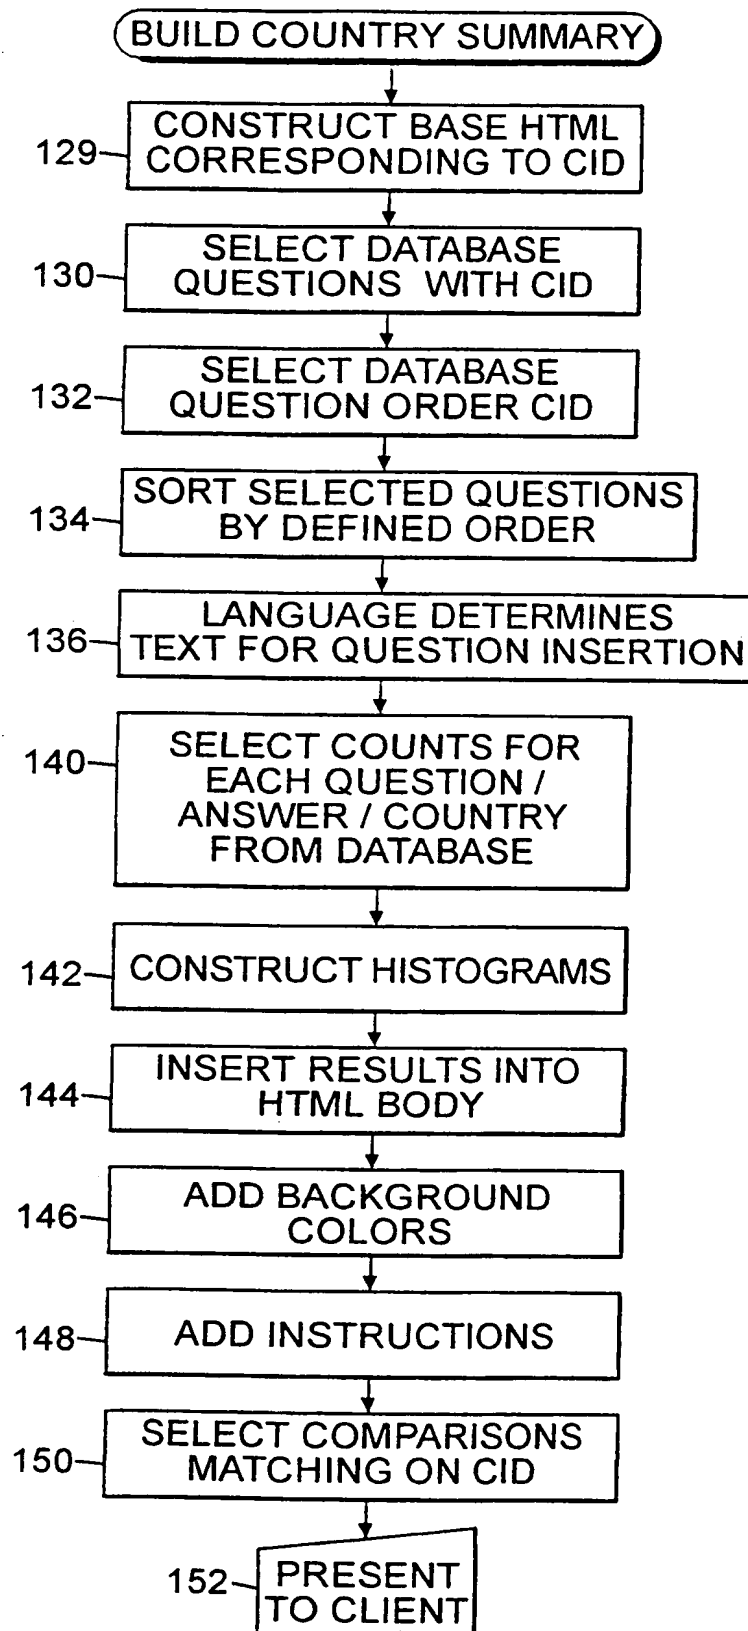 BUILD COUNTRY SUMMARY
129
CONSTRUCT BASE HTML
CORRESPONDING TO CID
130
SELECT DATABASE
QUESTIONS WITH CID
132
SELECT DATABASE
QUESTION ORDER CID
134
SORT SELECTED QUESTIONS
BY DEFINED ORDER
136
LANGUAGE DETERMINES
TEXT FOR QUESTION INSERTION
140
SELECT COUNTS FOR
EACH QUESTION /
ANSWER / COUNTRY
FROM DATABASE
142
CONSTRUCT HISTOGRAMS
144
INSERT RESULTS INTO
HTML BODY
146
ADD BACKGROUND
COLORS
148
ADD INSTRUCTIONS
150
SELECT COMPARISONS
MATCHING ON CID
152
PRESENT
TO CLIENT